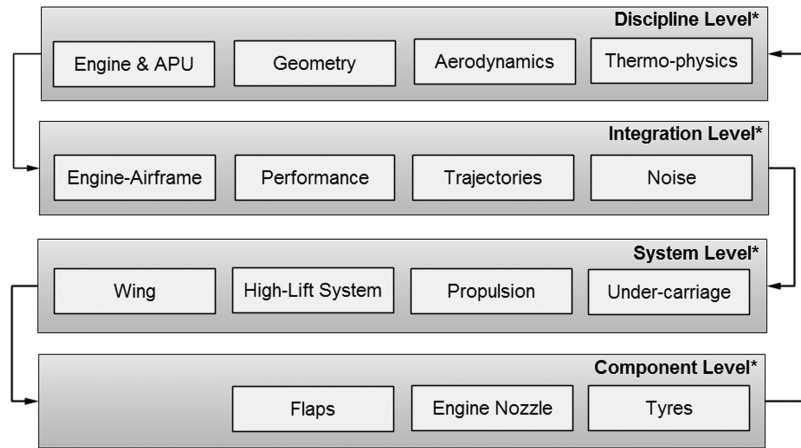 Discipline Level*
Engine & APU
Geometry
Aerodynamics
Thermo-physics
Integration Level*
Engine-Airframe
Performance
Trajectories
Noise
System Level*
Wing
High-Lift System
Propulsion
Under-carriage
Component Level*
Flaps
Engine Nozzle
Tyres